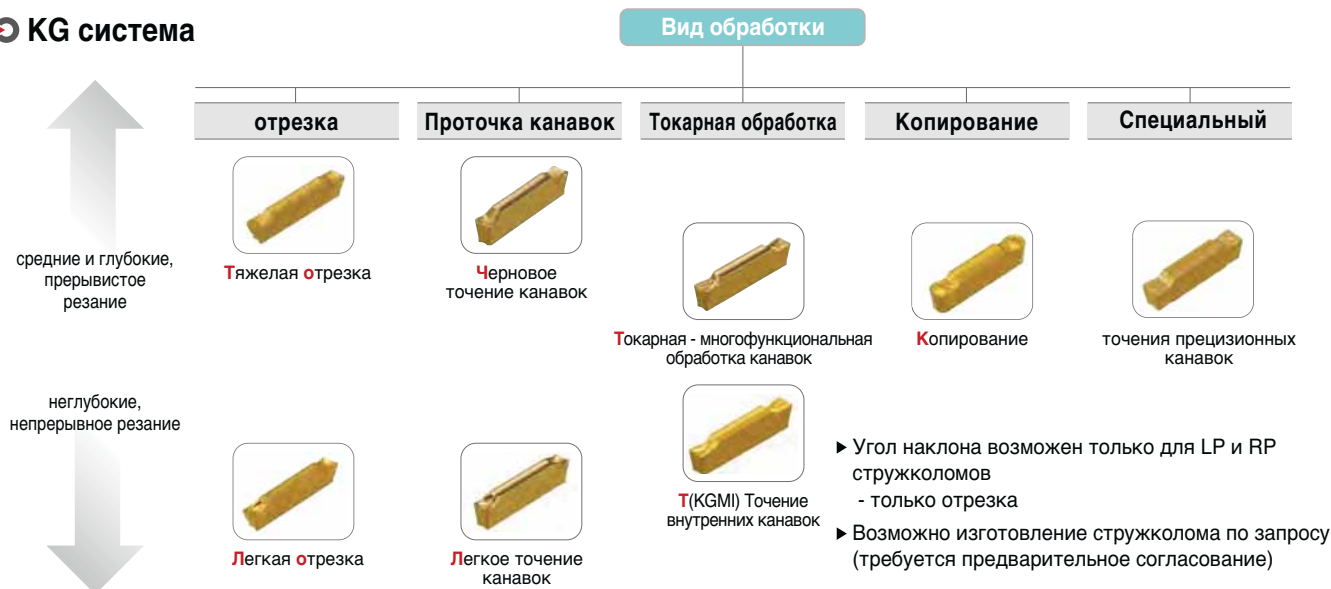 KG система
Вид обработки
отрезка
Проточка канавок
Токарная обработка
Копирование
Специальный
средние и глубокие,
прерывистое
резание
Тяжелая отрезка
Черновое
точение канавок
Токарная - многофункциональная
обработка канавок
Копирование
точения прецизионных
канавок
неглубокие,
непрерывное резание
Легкая отрезка
Легкое точение
канавок
Т(KGMI) Точение
внутренних канавок
▶ Угол наклона возможен только для LP и RP
стружколомов
- только отрезка
▶ Возможно изготовление стружколома по запросу
(требуется предварительное согласование)